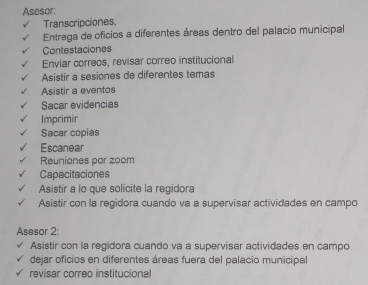 Asesor:
✓ Transcripciones.
✓ Entrega de oficios a diferentes áreas dentro del palacio municipal
✓ Contestaciones
✓ Enviar correos, revisar correo institucional
✓ Asistir a sesiones de diferentes temas
✓ Asistir a eventos
✓ Sacar evidencias
✓ Imprimir
✓ Sacar copias
✓ Escanear
✓ Reuniones por zoom
✓ Capacitaciones
✓ Asistir a lo que solicite la regidora
✓ Asistir con la regidora cuando va a supervisar actividades en campo
Asesor 2:
✓ Asistir con la regidora cuando va a supervisar actividades en campo
✓ dejar oficios en diferentes áreas fuera del palacio municipal
✓ revisar correo institucional